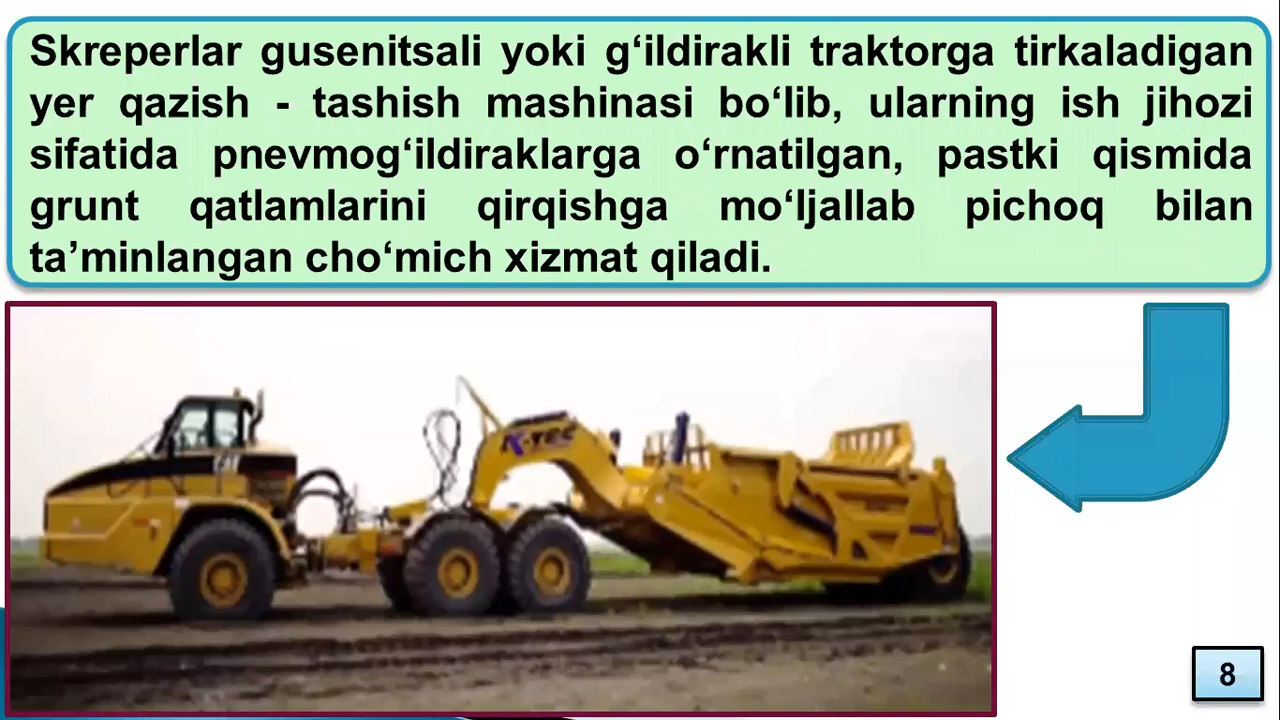 Skreperlar gusenitsali yoki g‘ildirakli traktorga tirkaladigan
yer qazish - tashish mashinasi bo‘lib, ularning ish jihozi
sifatida pnevmog‘ildiraklarga o‘rnatilgan, pastki qismida
grunt qatlamlarini qirqishga mo‘ljallab pichoq bilan
ta’minlangan cho‘mich xizmat qiladi.
K-TEC
CAT
8